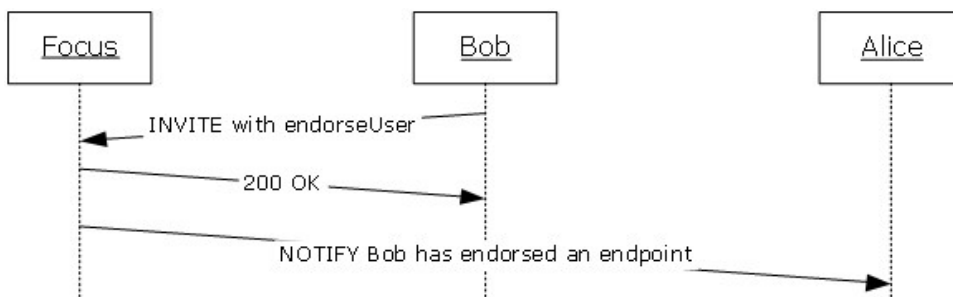 Focus
Bob
Alice
INVITE with endorseUser
200 OK
NOTIFY Bob has endorsed an endpoint